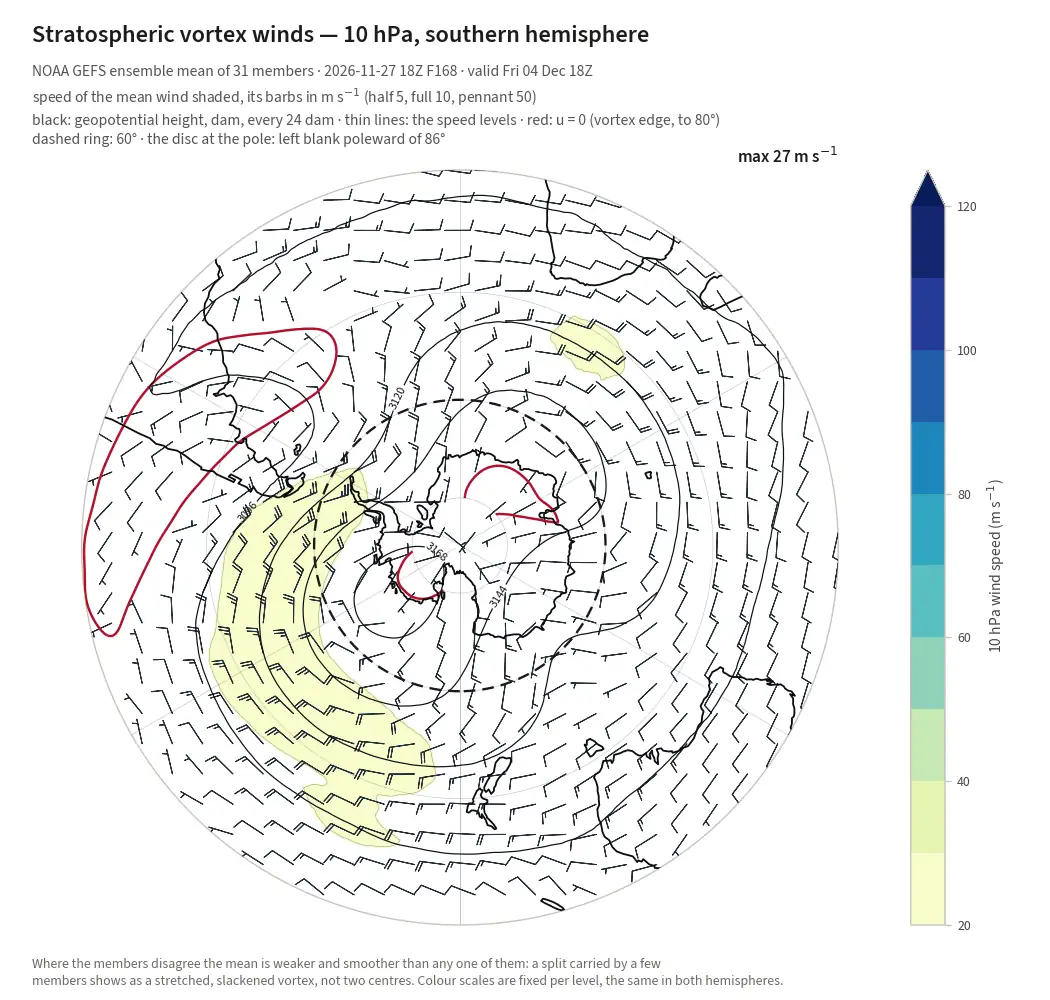 Stratospheric vortex winds — 10 hPa, southern hemisphere
NOAA GEFS ensemble mean of 31 members · 2026-11-27 18Z F168 · valid Fri 04 Dec 18Z
speed of the mean wind shaded, its barbs in m s⁻¹ (half 5, full 10, pennant 50)
black: geopotential height, dam, every 24 dam · thin lines: the speed levels · red: u = 0 (vortex edge, to 80°)
dashed ring: 60° · the disc at the pole: left blank poleward of 86°
max 27 m s⁻¹
120
100
80
60
40
20
10 hPa wind speed (m s⁻¹)
3120
3168
3144
Where the members disagree the mean is weaker and smoother than any one of them: a split carried by a few
members shows as a stretched, slackened vortex, not two centres. Colour scales are fixed per level, the same in both hemispheres.